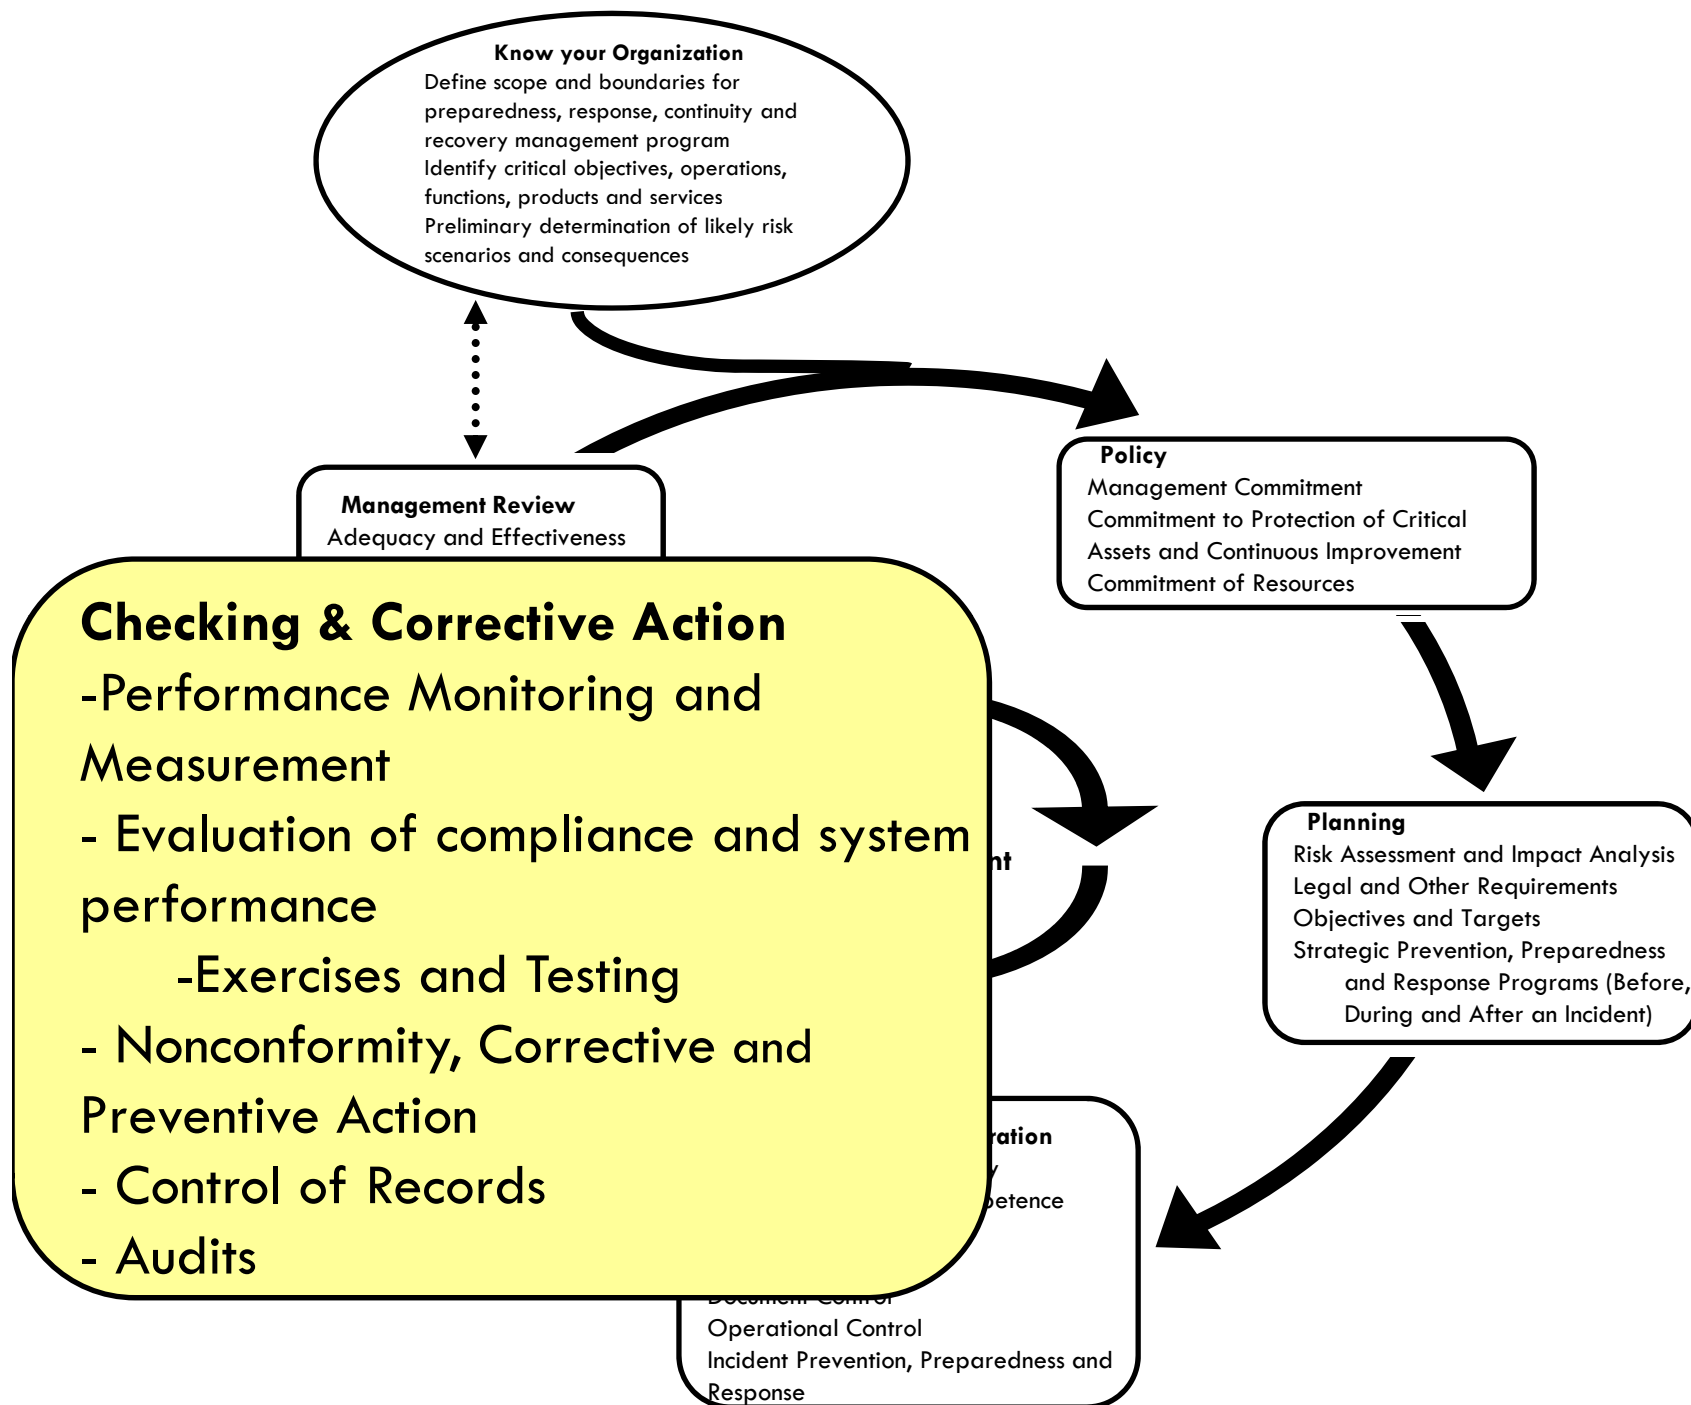 Know your Organization
Define scope and boundaries for
preparedness, response, continuity and
recovery management program
Identify critical objectives, operations,
functions, products and services
Preliminary determination of likely risk
scenarios and consequences
Policy
Management Commitment
Commitment to Protection of Critical
Assets and Continuous Improvement
Commitment of Resources
Management Review
Adequacy and Effectiveness
Checking & Corrective Action
-Performance Monitoring and
Measurement
- Evaluation of compliance and system
performance
-Exercises and Testing
- Nonconformity, Corrective and
Preventive Action
- Control of Records
- Audits
Planning
Risk Assessment and Impact Analysis
Legal and Other Requirements
Objectives and Targets
Strategic Prevention, Preparedness
and Response Programs (Before,
During and After an Incident)
Document Control
Operational Control
Incident Prevention, Preparedness and
Response